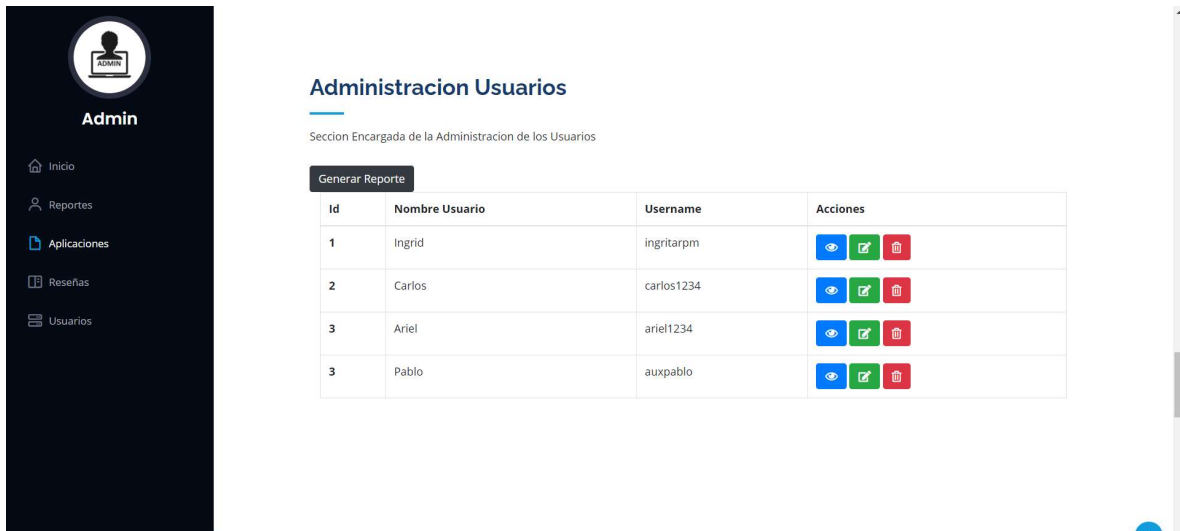 ADMIN
Admin
Inicio
Reportes
Aplicaciones
Reseñas
Usuarios
Administracion Usuarios
Seccion Encargada de la Administracion de los Usuarios
Generar Reporte
Id Nombre Usuario Username Acciones
1 Ingrid ingritarpm
2 Carlos carlos1234
3 Ariel ariel1234
3 Pablo auxpablo